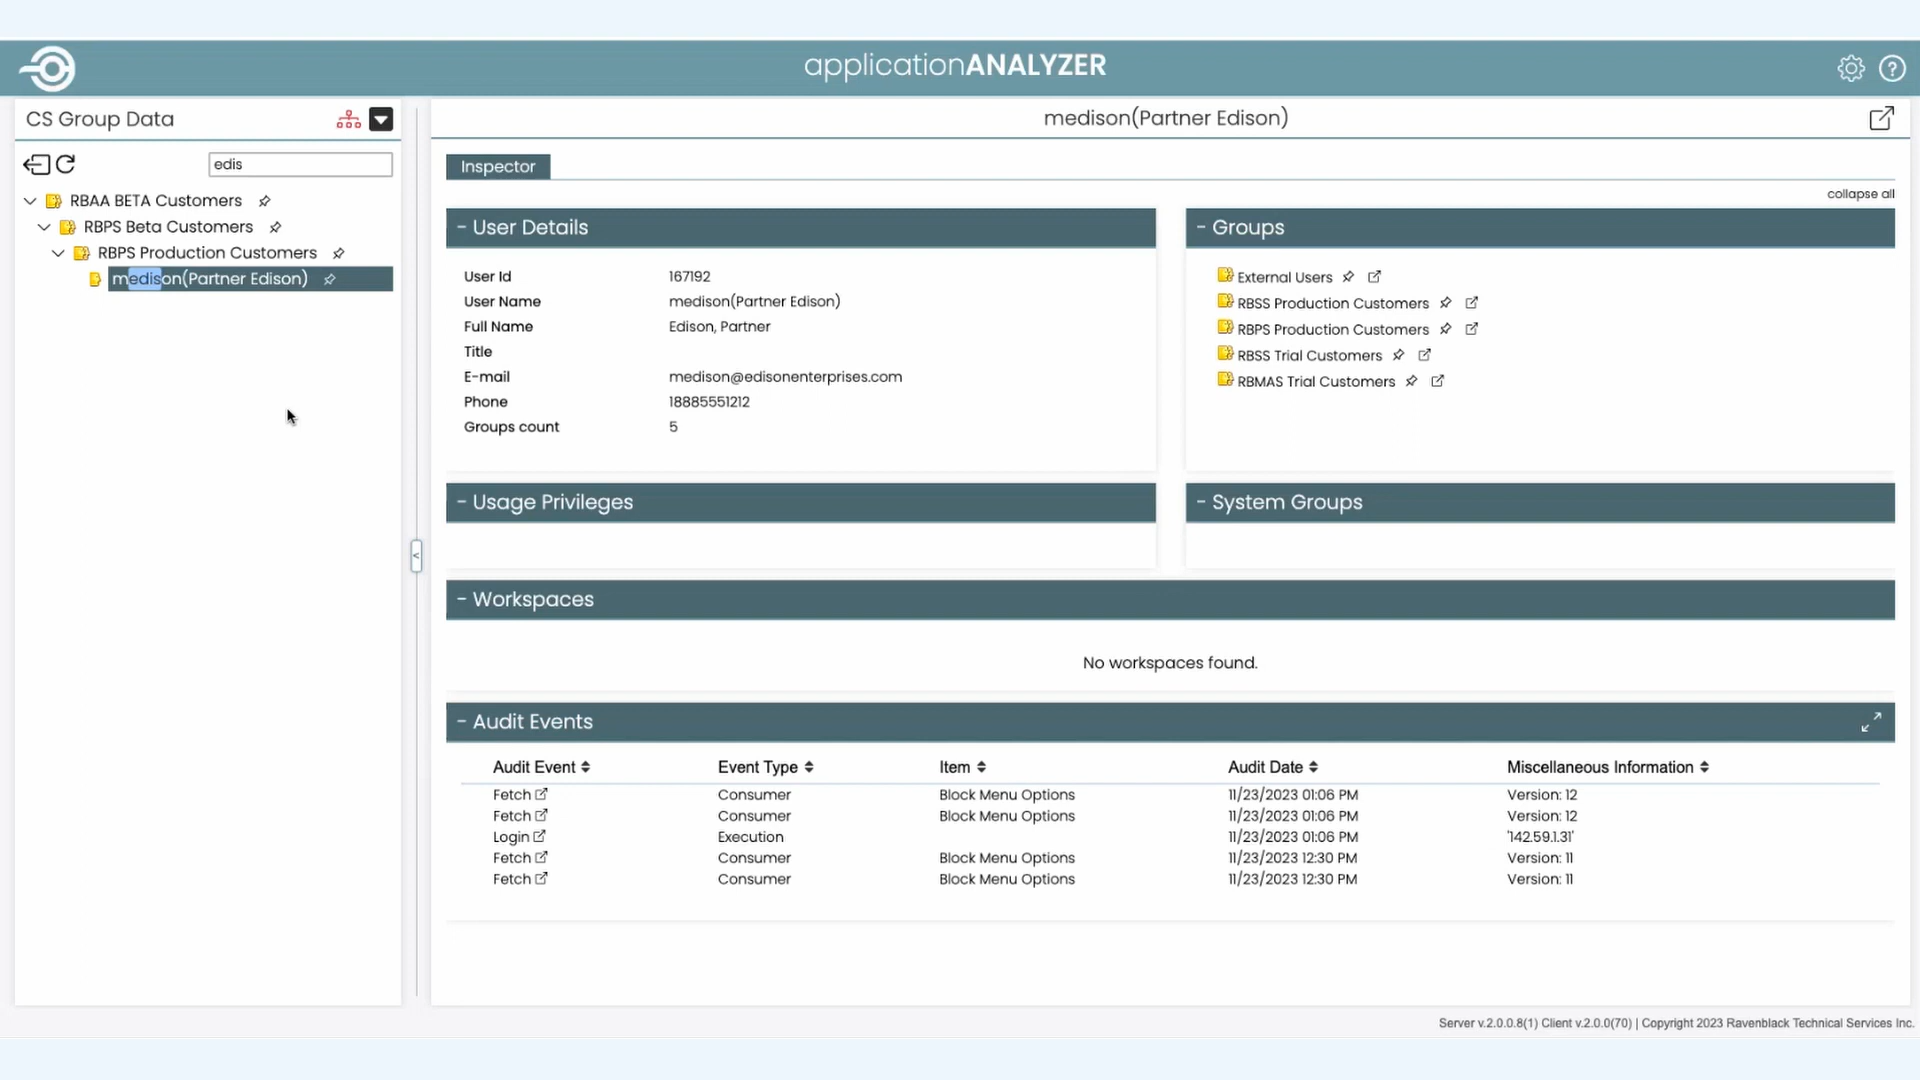 applicationANALYZER
CS Group Data
edis
RBAA BETA Customers
RBPS Beta Customers
RBPS Production Customers
medison(Partner Edison)
<
medison(Partner Edison)
Inspector
collapse all
- User Details
User Id 167192
User Name medison(Partner Edison)
Full Name Edison, Partner
Title
E-mail medison@edisonenterprises.com
Phone 18885551212
Groups count 5
- Groups
External Users
RBSS Production Customers
RBPS Production Customers
RBSS Trial Customers
RBMAS Trial Customers
- Usage Privileges
- System Groups
- Workspaces
No workspaces found.
- Audit Events
Audit Event Event Type Item Audit Date Miscellaneous Information
Fetch Consumer Block Menu Options 11/23/2023 01:06 PM Version: 12
Fetch Consumer Block Menu Options 11/23/2023 01:06 PM Version: 12
Login Execution 11/23/2023 01:06 PM '142.59.1.31'
Fetch Consumer Block Menu Options 11/23/2023 12:30 PM Version: 11
Fetch Consumer Block Menu Options 11/23/2023 12:30 PM Version: 11
Server v.2.0.0.8(1) Client v.2.0.0(70) | Copyright 2023 Ravenblack Technical Services Inc.